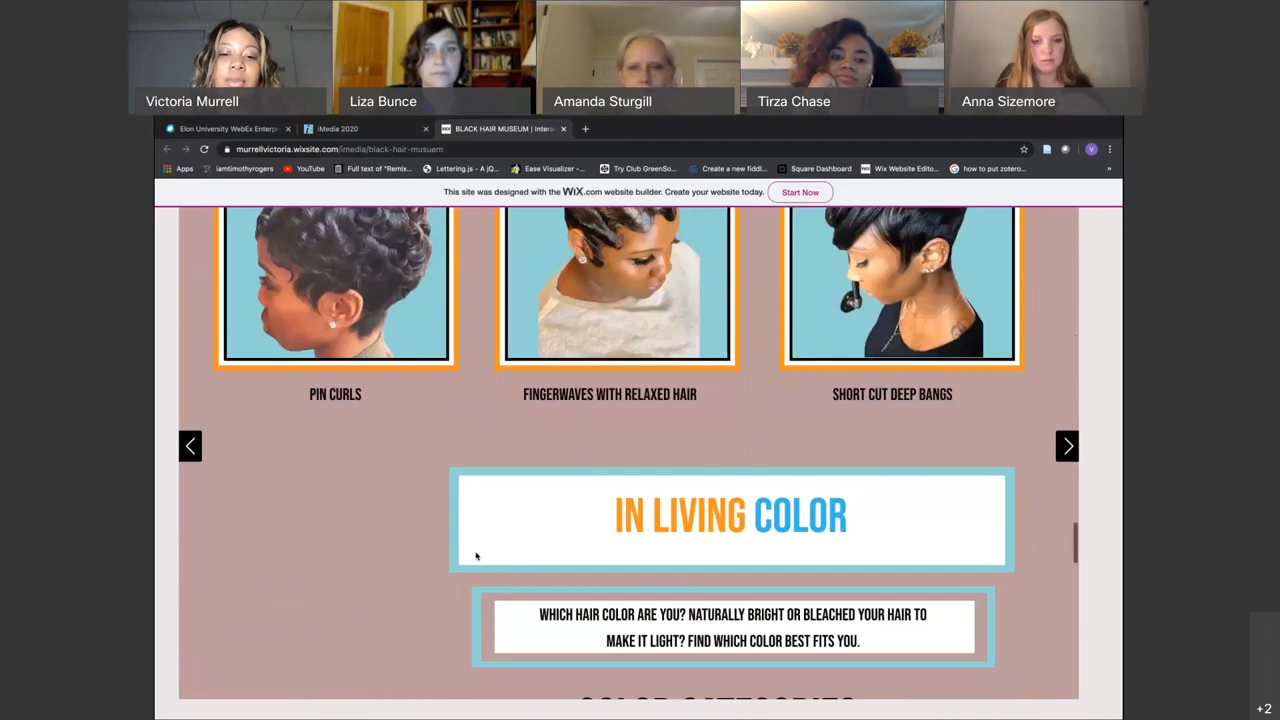 Victoria Murrell
Liza Bunce
Amanda Sturgill
Tirza Chase
Anna Sizemore
Elon University WebEx Enterp
iMedia 2020
BLACK HAIR MUSEUM | Intera
murrellvictoria.wixsite.com/imedia/black-hair-musuem
Apps
iamtimothyrogers
YouTube
Full text of "Remix...
Lettering.js - A jQ...
Ease Visualizer -...
Try Club GreenSo...
Create a new fiddl...
Square Dashboard
Wix Website Edito...
how to put zotero...
»
V
This site was designed with the WIX.com website builder. Create your website today.
Start Now
PIN CURLS
FINGERWAVES WITH RELAXED HAIR
SHORT CUT DEEP BANGS
IN LIVING COLOR
WHICH HAIR COLOR ARE YOU? NATURALLY BRIGHT OR BLEACHED YOUR HAIR TO
MAKE IT LIGHT? FIND WHICH COLOR BEST FITS YOU.
+2